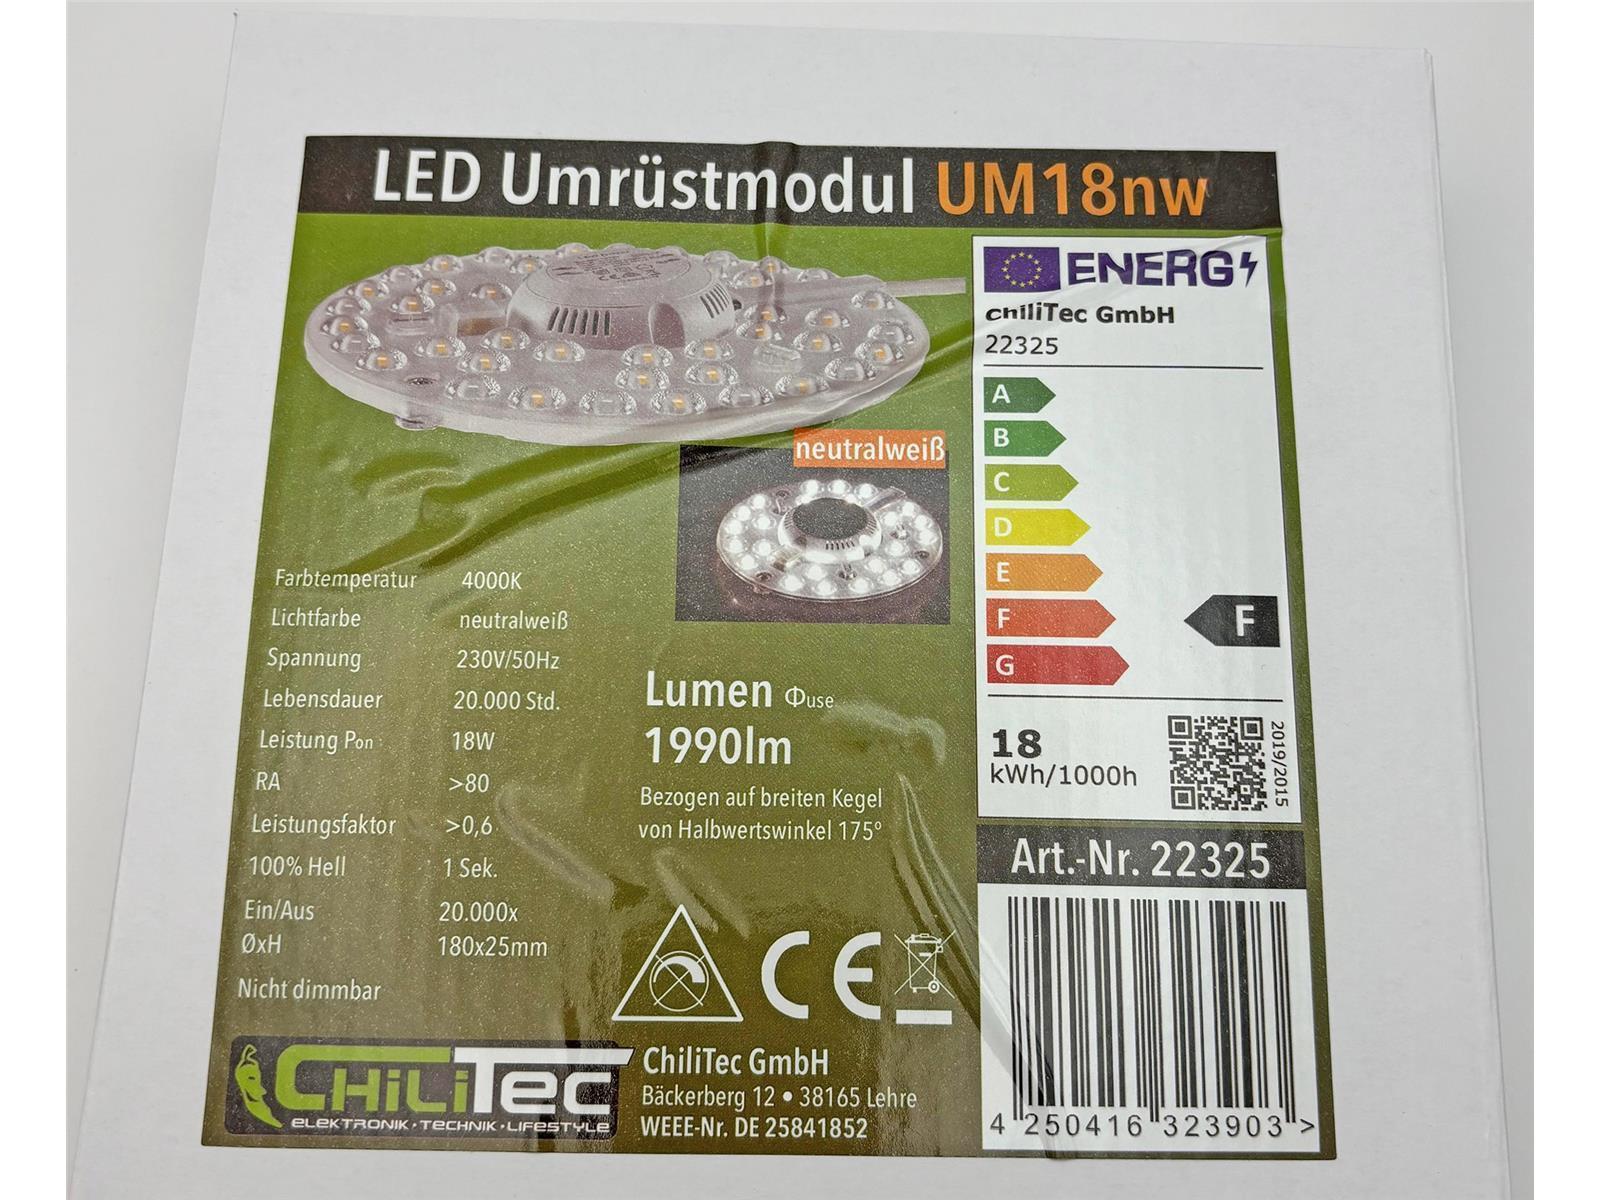 LED Umrüstmodul UM18nw
ENERG
chiliTec GmbH
22325
A
B
C
D
E
F
G
F
18
kWh/1000h
2019/2015
neutralweiß
Farbtemperatur 4000K
Lichtfarbe neutralweiß
Spannung 230V/50Hz
Lebensdauer 20.000 Std.
Leistung Pon 18W
RA >80
Leistungsfaktor >0,6
100% Hell 1 Sek.
Ein/Aus 20.000x
ØxH 180x25mm
Nicht dimmbar
Lumen Φuse
1990lm
Bezogen auf breiten Kegel
von Halbwertswinkel 175°
Art.-Nr. 22325
CE
CHiLiTEC
ELEKTRONIK · TECHNIK · LIFESTYLE
ChiliTec GmbH
Bäckerberg 12 • 38165 Lehre
WEEE-Nr. DE 25841852
4 250416 323903 >